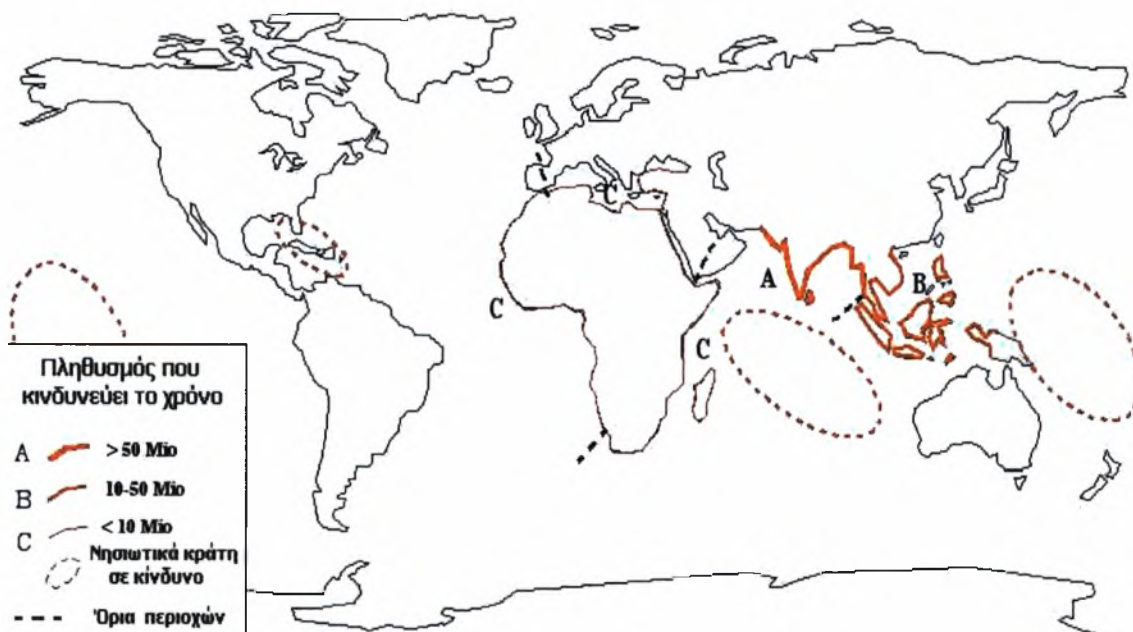 C
A
B
C
C
Πληθυσμός που
κινδυνεύει το χρόνο
A > 50 Mio
B 10-50 Mio
C < 10 Mio
Νησιωτικά κράτη
σε κίνδυνο
Όρια περιοχών